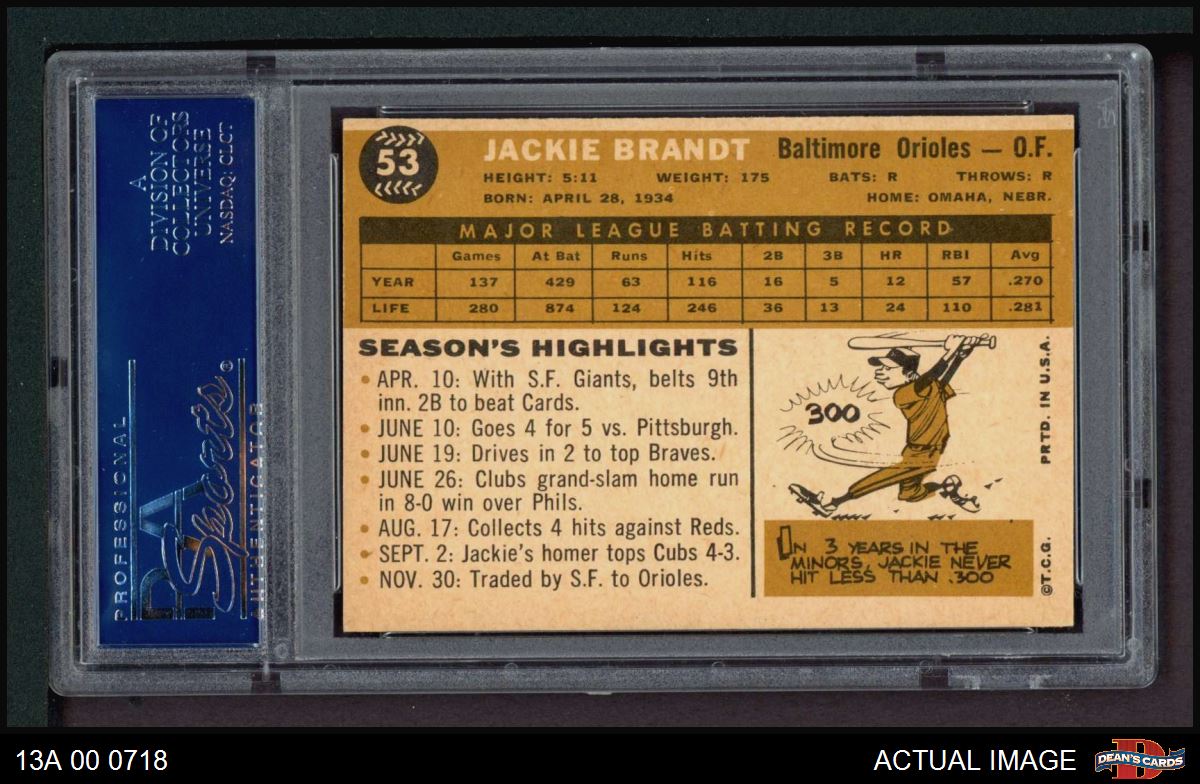 A
DIVISION OF
COLLECTORS
UNIVERSE
NASDAQ: CLCT
PROFESSIONAL
PSA
Sports®
AUTHENTICATOR
53
JACKIE BRANDT Baltimore Orioles — O.F.
HEIGHT: 5:11 WEIGHT: 175 BATS: R THROWS: R
BORN: APRIL 28, 1934 HOME: OMAHA, NEBR.
MAJOR LEAGUE BATTING RECORD
Games At Bat Runs Hits 2B 3B HR RBI Avg
YEAR 137 429 63 116 16 5 12 57 .270
LIFE 280 874 124 246 36 13 24 110 .281
SEASON'S HIGHLIGHTS
• APR. 10: With S.F. Giants, belts 9th
inn. 2B to beat Cards.
• JUNE 10: Goes 4 for 5 vs. Pittsburgh.
• JUNE 19: Drives in 2 to top Braves.
• JUNE 26: Clubs grand-slam home run
in 8-0 win over Phils.
• AUG. 17: Collects 4 hits against Reds.
• SEPT. 2: Jackie's homer tops Cubs 4-3.
• NOV. 30: Traded by S.F. to Orioles.
300
IN 3 YEARS IN THE
MINORS, JACKIE NEVER
HIT LESS THAN .300
PRTD. IN U.S.A.
©T.C.G.
13A 00 0718
ACTUAL IMAGE
D
DEAN'S CARDS